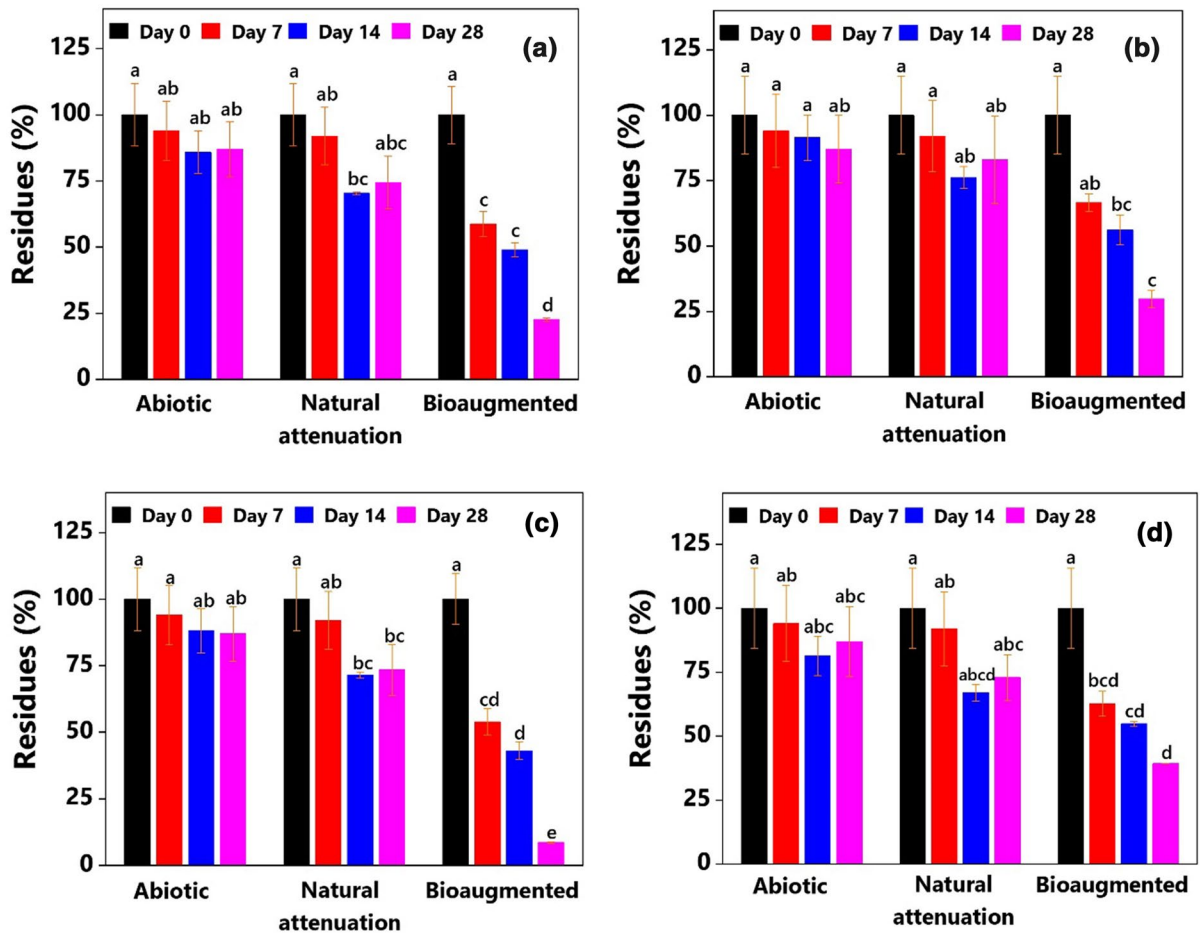 Day 0 Day 7 Day 14 Day 28
(a)
Residues (%)
125
100
75
50
25
0
a ab ab ab
a ab bc abc
a c c d
Abiotic Natural attenuation Bioaugmented
Day 0 Day 7 Day 14 Day 28
(b)
Residues (%)
125
100
75
50
25
0
a a a ab
a a ab ab
a ab bc c
Abiotic Natural attenuation Bioaugmented
Day 0 Day 7 Day 14 Day 28
(c)
Residues (%)
125
100
75
50
25
0
a a ab ab
a ab bc bc
a cd d e
Abiotic Natural attenuation Bioaugmented
Day 0 Day 7 Day 14 Day 28
(d)
Residues (%)
125
100
75
50
25
0
a ab abc abc
a ab abcd abc
a bcd cd d
Abiotic Natural attenuation Bioaugmented